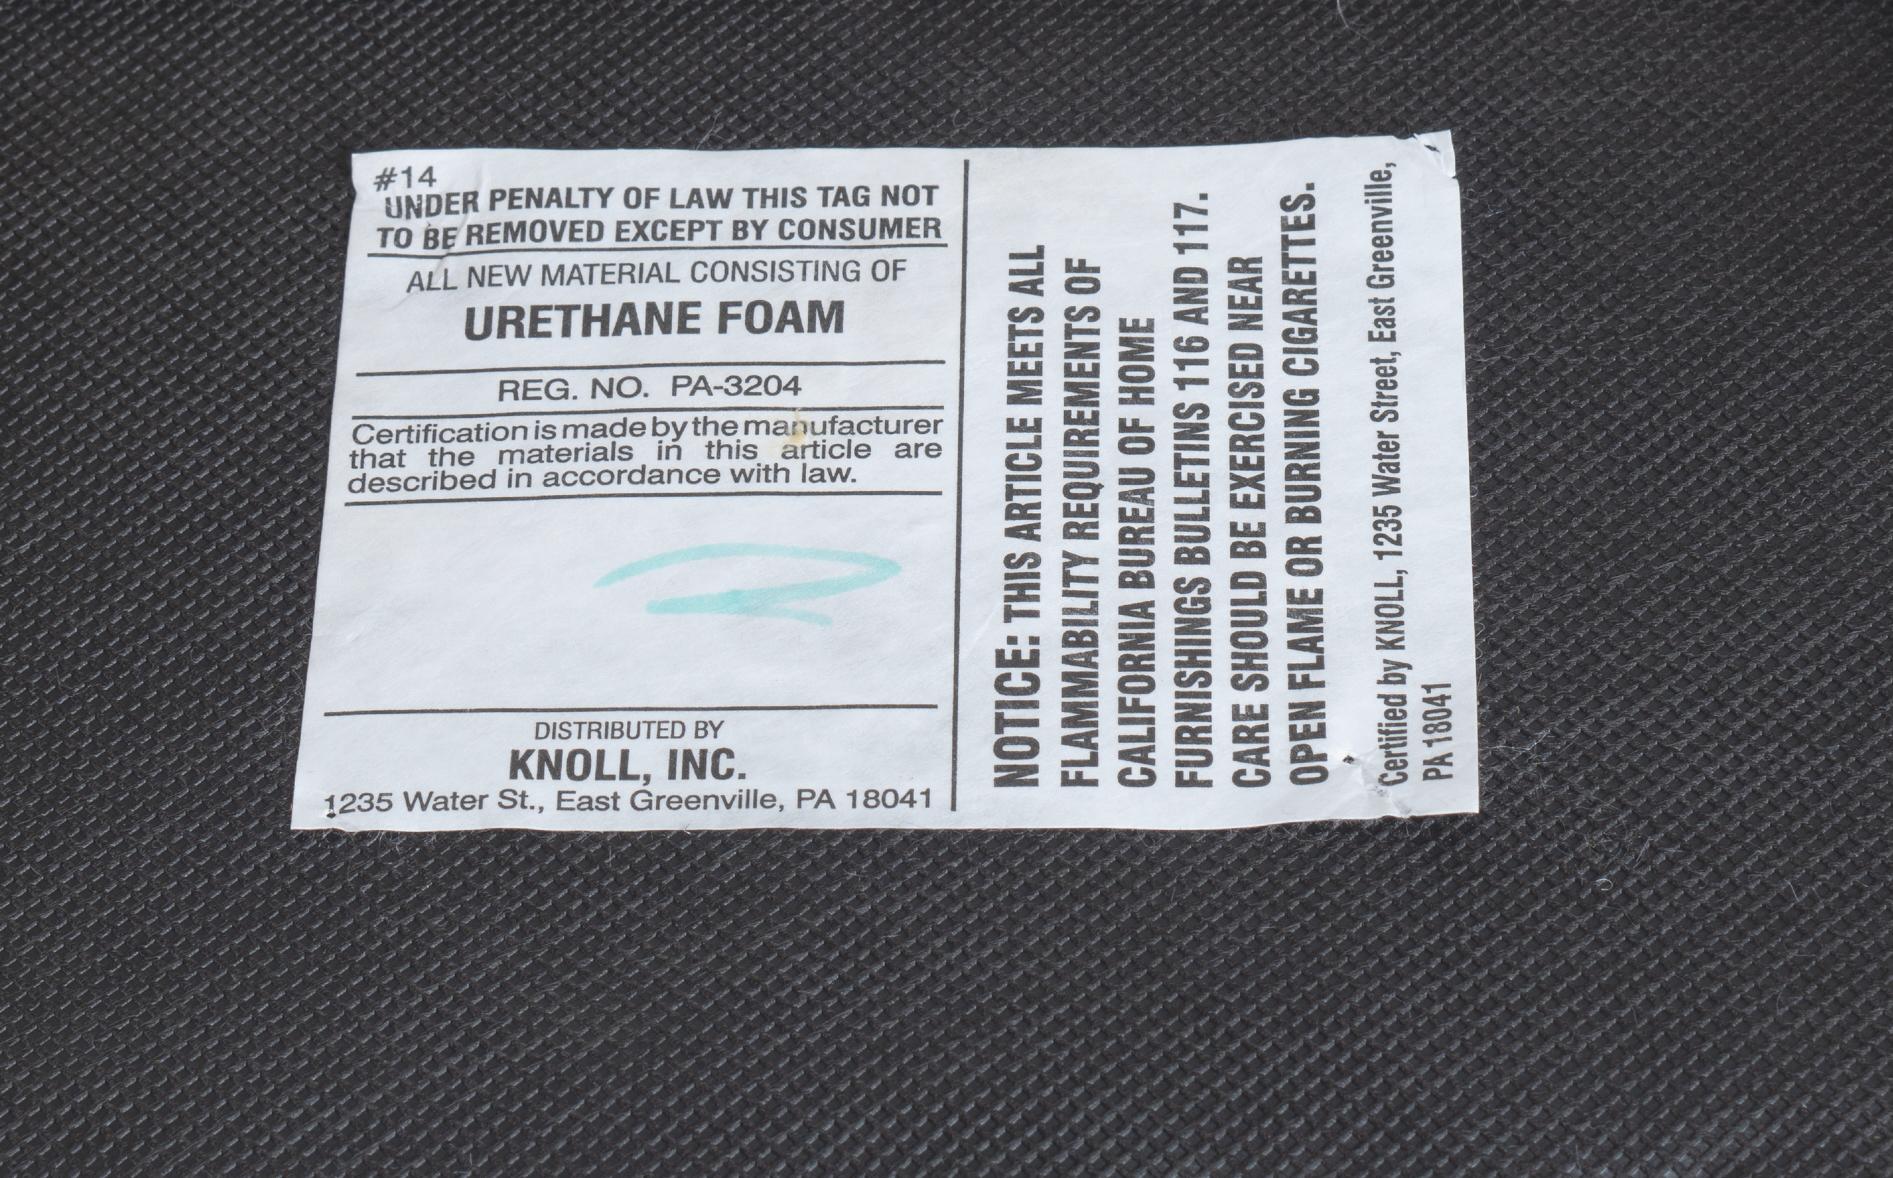 #14
UNDER PENALTY OF LAW THIS TAG NOT
TO BE REMOVED EXCEPT BY CONSUMER
ALL NEW MATERIAL CONSISTING OF
URETHANE FOAM
REG. NO. PA-3204
Certification is made by the manufacturer
that the materials in this article are
described in accordance with law.
DISTRIBUTED BY
KNOLL, INC.
1235 Water St., East Greenville, PA 18041
NOTICE: THIS ARTICLE MEETS ALL
FLAMMABILITY REQUIREMENTS OF
CALIFORNIA BUREAU OF HOME
FURNISHINGS BULLETINS 116 AND 117.
CARE SHOULD BE EXERCISED NEAR
OPEN FLAME OR BURNING CIGARETTES.
Certified by KNOLL, 1235 Water Street, East Greenville,
PA 18041